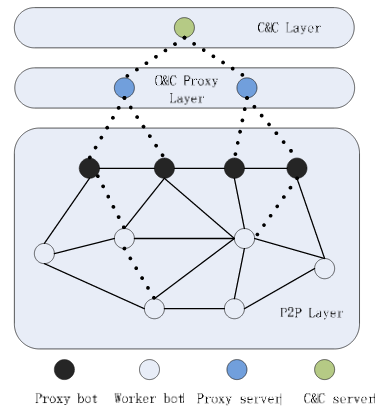 C&C Layer
C&C Proxy
Layer
P2P Layer
Proxy bot
Worker bot
Proxy server
C&C server